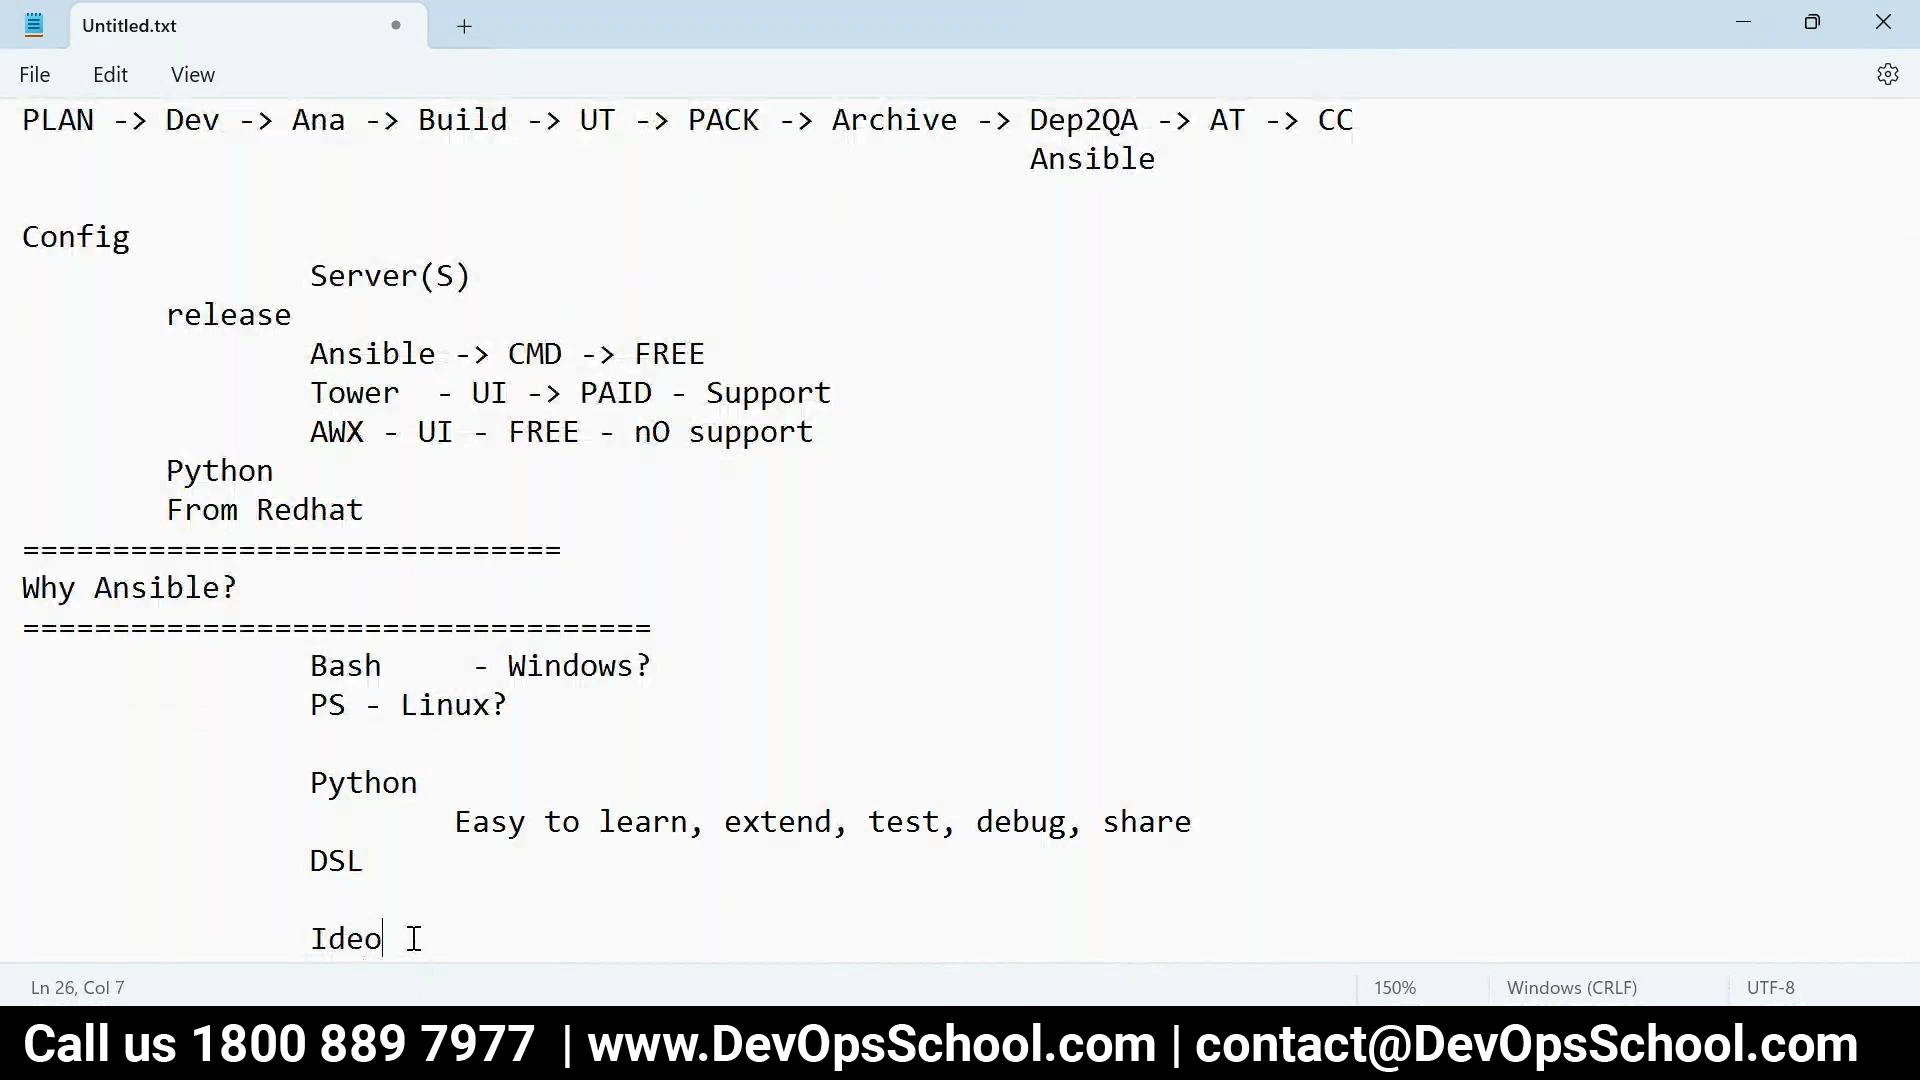 Untitled.txt
File Edit View
PLAN -> Dev -> Ana -> Build -> UT -> PACK -> Archive -> Dep2QA -> AT -> CC
Ansible
Config
Server(S)
release
Ansible -> CMD -> FREE
Tower - UI -> PAID - Support
AWX - UI - FREE - nO support
Python
From Redhat
==============================
Why Ansible?
===================================
Bash - Windows?
PS - Linux?
Python
Easy to learn, extend, test, debug, share
DSL
Ideo
Ln 26, Col 7 150% Windows (CRLF) UTF-8
Call us 1800 889 7977 | www.DevOpsSchool.com | contact@DevOpsSchool.com